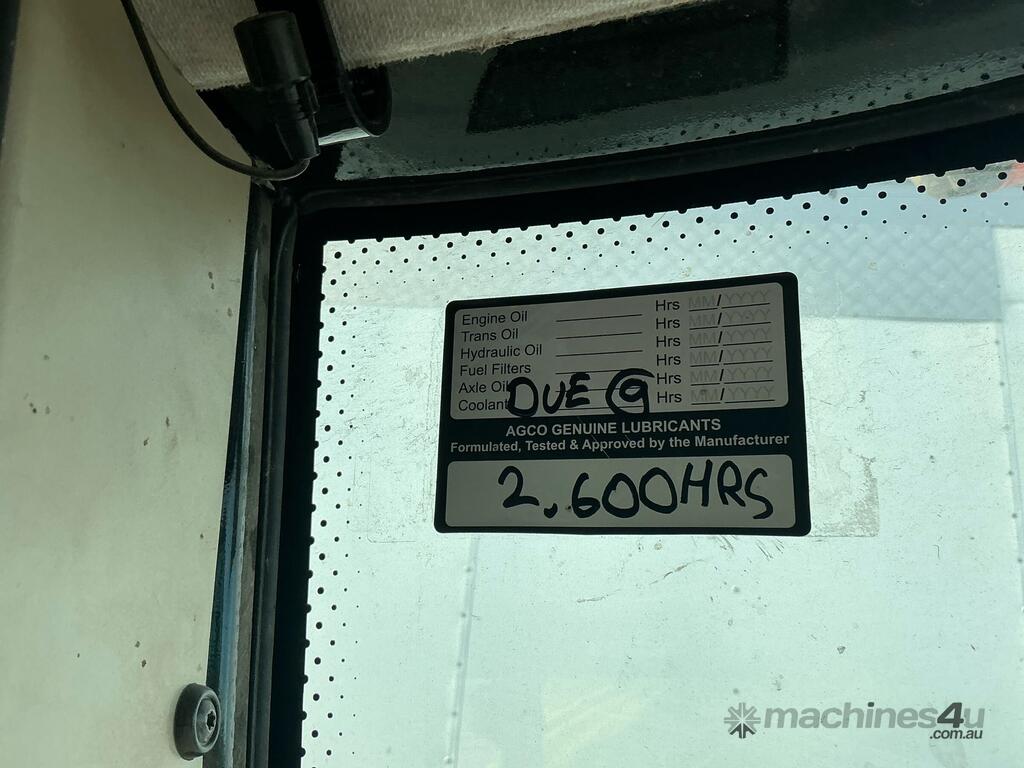 Engine Oil Hrs MM/YYYY
Trans Oil Hrs MM/YYYY
Hydraulic Oil Hrs MM/YYYY
Fuel Filters Hrs MM/YYYY
Axle Oil Hrs MM/YYYY
Coolant Hrs MM/YYYY
DUE @
AGCO GENUINE LUBRICANTS
Formulated, Tested & Approved by the Manufacturer
2,600HRS
machines4u
.com.au